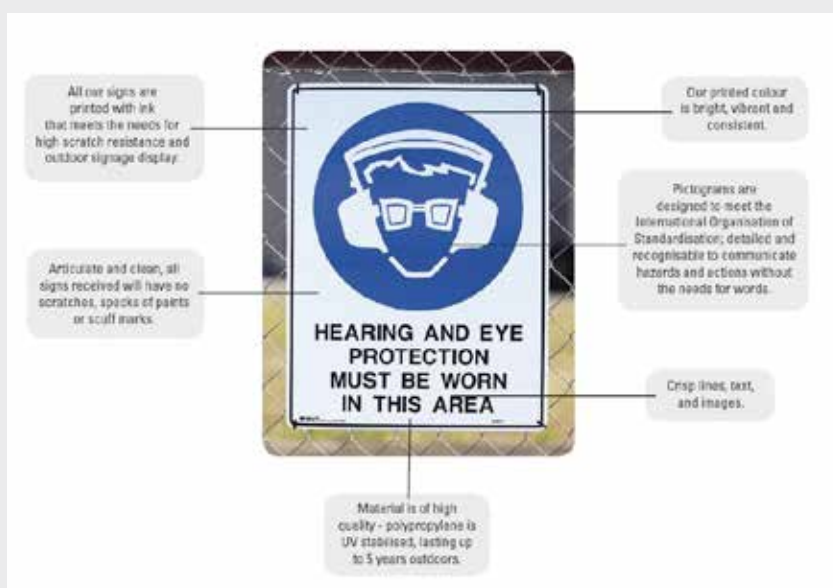 All our signs are
printed with ink
that meets the needs for
high scratch resistance and
outdoor signage display.
Our printed colour
is bright, vibrant and
consistent.
Pictograms are
designed to meet the
International Organisation of
Standardisation; detailed and
recognisable to communicate
hazards and actions without
the needs for words.
Articulate and clean, all
signs received will have no
scratches, specks of paints
or scuff marks.
HEARING AND EYE
PROTECTION
MUST BE WORN
IN THIS AREA
Crisp lines, text,
and images.
Material is of high
quality - polypropylene is
UV stabilised, lasting up
to 5 years outdoors.